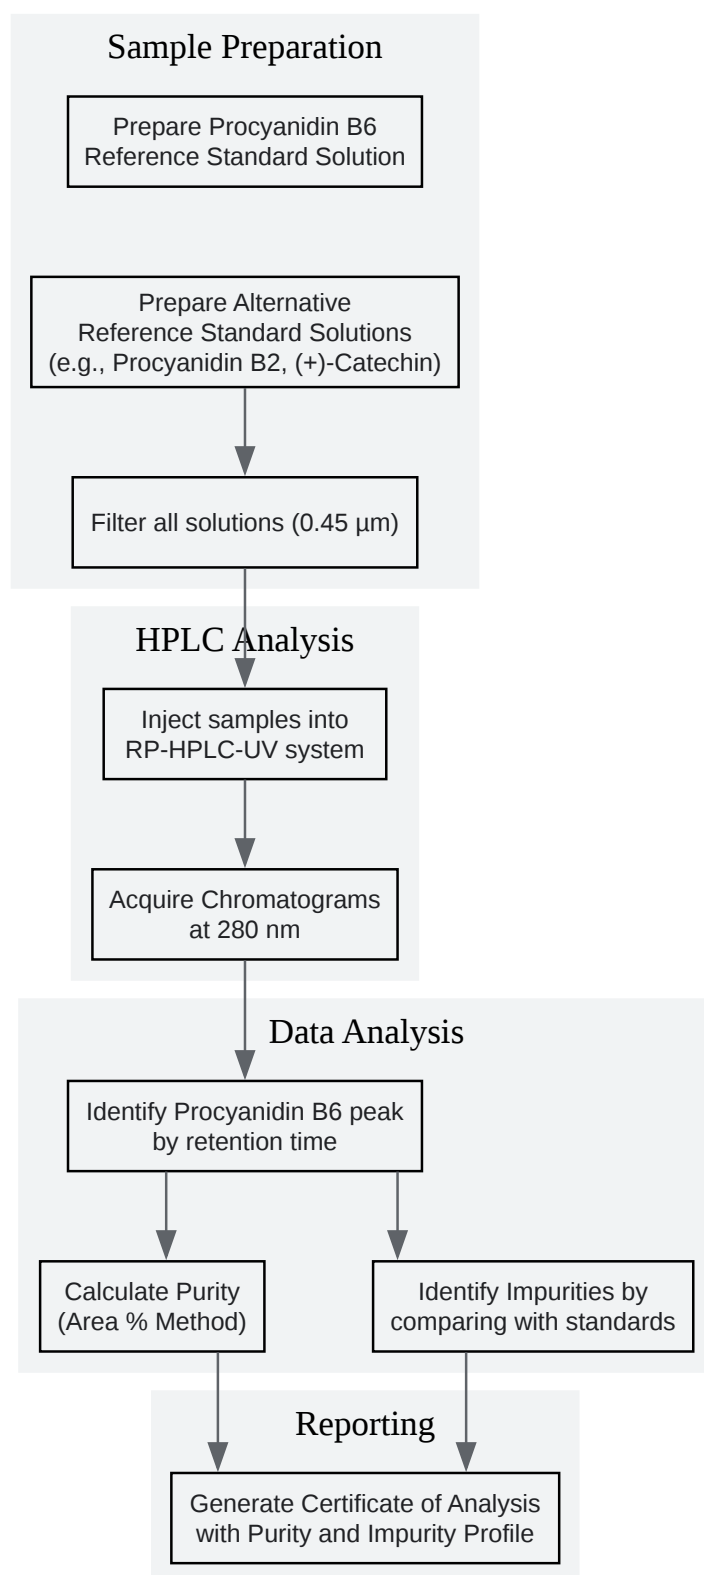 Sample Preparation
Prepare Procyanidin B6
Reference Standard Solution
Prepare Alternative
Reference Standard Solutions
(e.g., Procyanidin B2, (+)-Catechin)
Filter all solutions (0.45 µm)
HPLC Analysis
Inject samples into
RP-HPLC-UV system
Acquire Chromatograms
at 280 nm
Data Analysis
Identify Procyanidin B6 peak
by retention time
Calculate Purity
(Area % Method)
Identify Impurities by
comparing with standards
Reporting
Generate Certificate of Analysis
with Purity and Impurity Profile